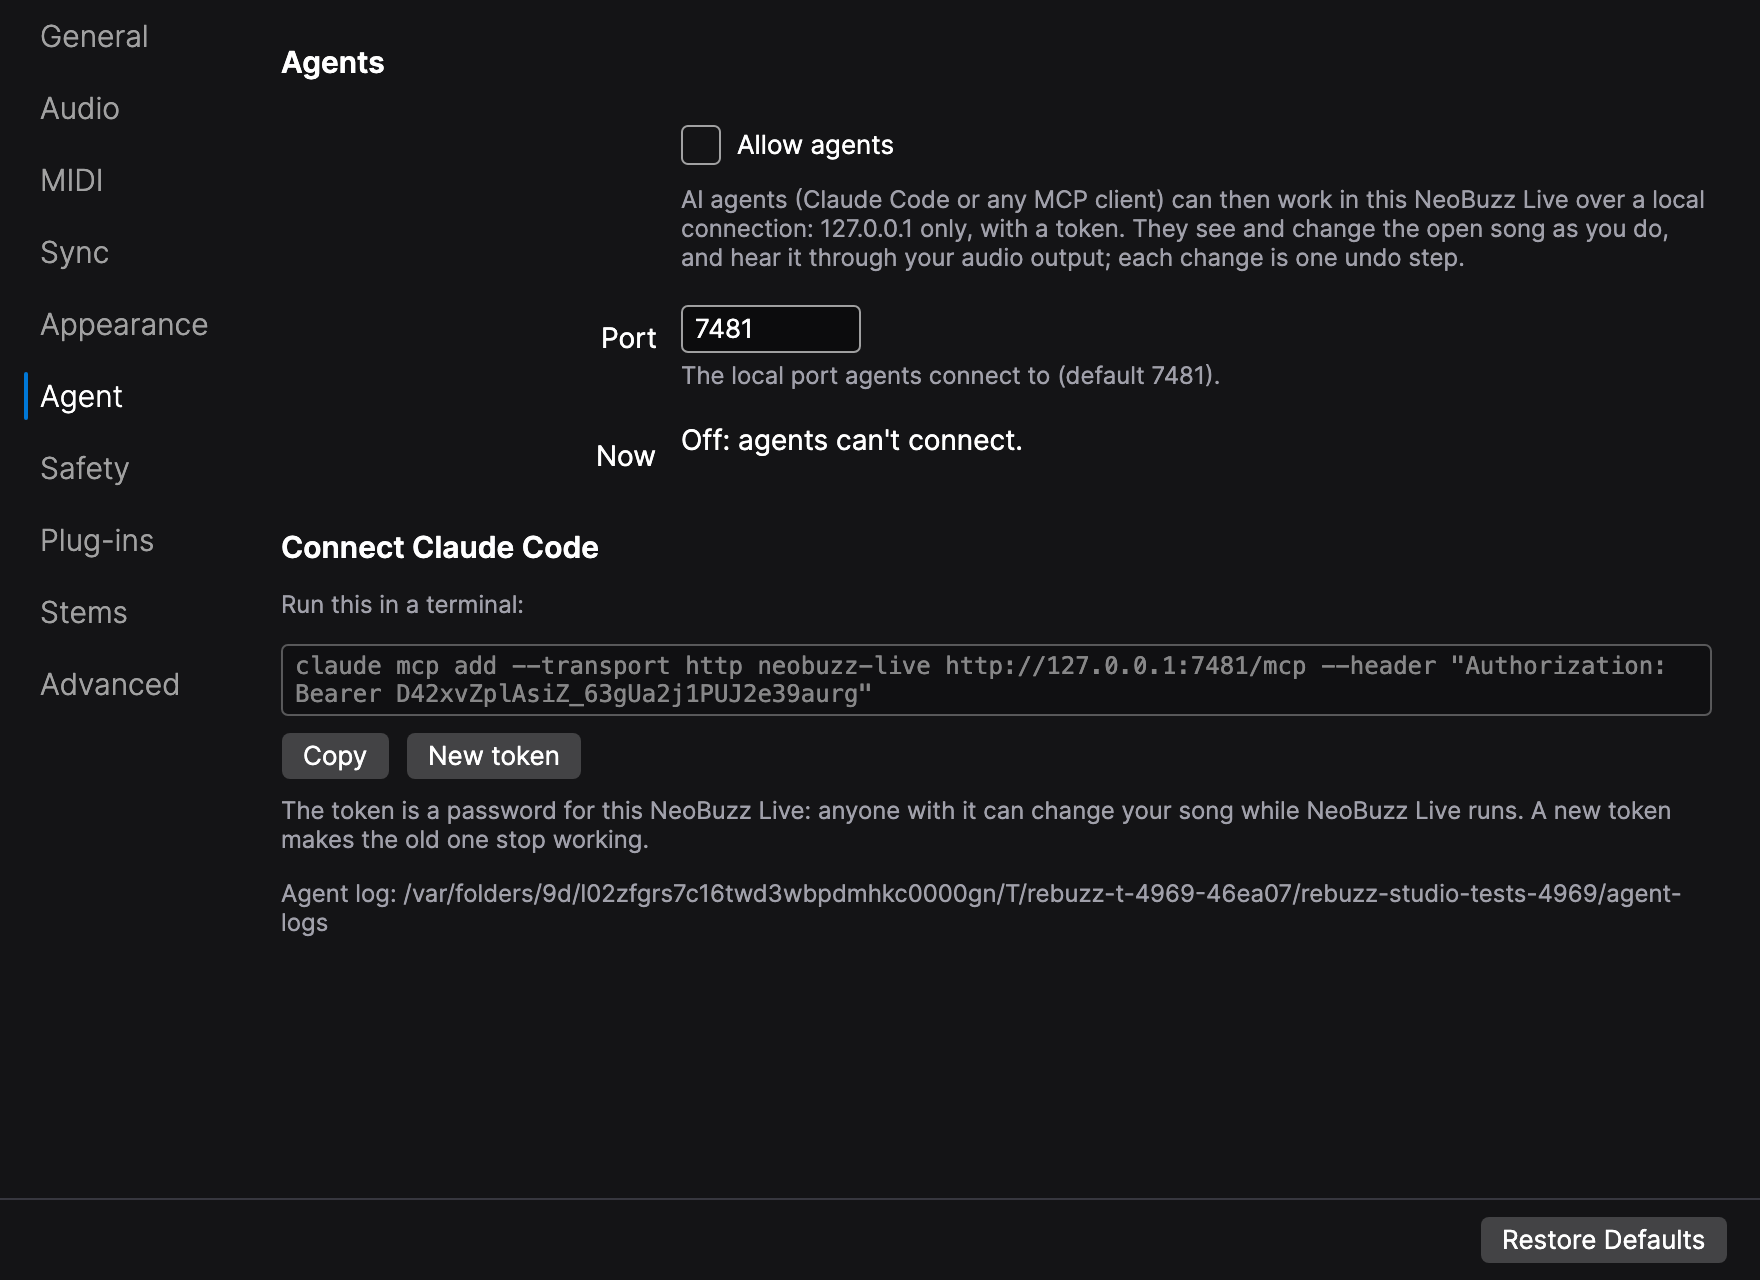 General
Audio
MIDI
Sync
Appearance
Agent
Safety
Plug-ins
Stems
Advanced
Agents
Allow agents
AI agents (Claude Code or any MCP client) can then work in this NeoBuzz Live over a local
connection: 127.0.0.1 only, with a token. They see and change the open song as you do,
and hear it through your audio output; each change is one undo step.
Port
7481
The local port agents connect to (default 7481).
Now
Off: agents can't connect.
Connect Claude Code
Run this in a terminal:
claude mcp add --transport http neobuzz-live http://127.0.0.1:7481/mcp --header "Authorization:
Bearer D42xvZplAsiZ_63gUa2j1PUJ2e39aurg"
Copy
New token
The token is a password for this NeoBuzz Live: anyone with it can change your song while NeoBuzz Live runs. A new token
makes the old one stop working.
Agent log: /var/folders/9d/l02zfgrs7c16twd3wbpdmhkc0000gn/T/rebuzz-t-4969-46ea07/rebuzz-studio-tests-4969/agent-
logs
Restore Defaults